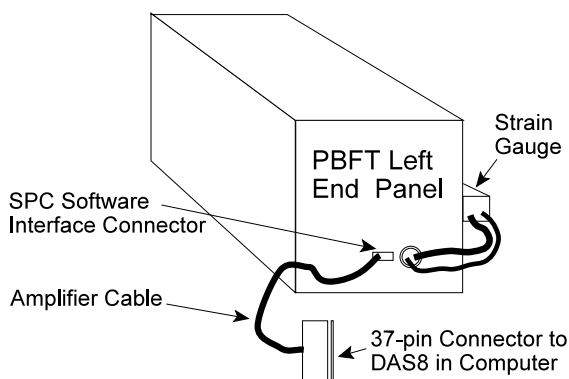 Strain
Gauge
PBFT Left
End Panel
SPC Software
Interface Connector
Amplifier Cable
37-pin Connector to
DAS8 in Computer